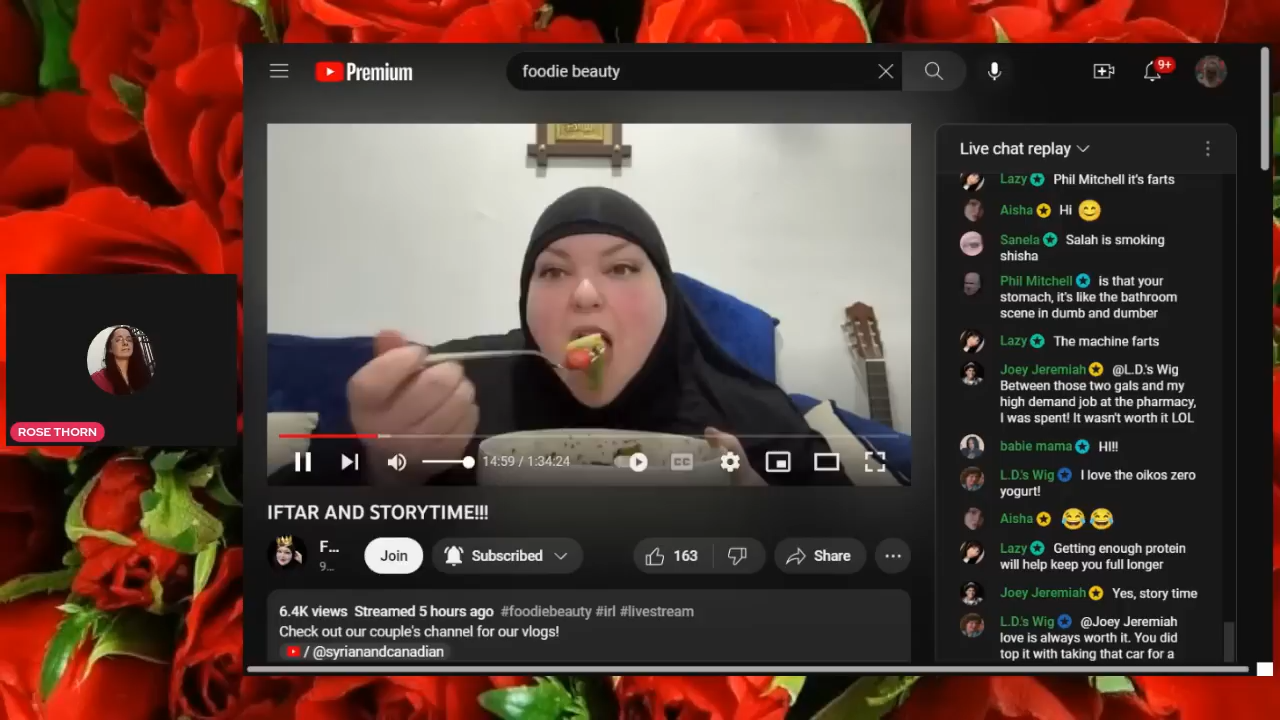 Premium
foodie beauty
9+
Live chat replay
Lazy Phil Mitchell it's farts
Aisha Hi
Sanela Salah is smoking
shisha
Phil Mitchell is that your
stomach, it's like the bathroom
scene in dumb and dumber
Lazy The machine farts
Joey Jeremiah @L.D.'s Wig
Between those two gals and my
high demand job at the pharmacy,
I was spent! It wasn't worth it LOL
babie mama HI!!
L.D.'s Wig I love the oikos zero
yogurt!
Aisha
Lazy Getting enough protein
will help keep you full longer
Joey Jeremiah Yes, story time
L.D.'s Wig @Joey Jeremiah
love is always worth it. You did
top it with taking that car for a
ROSE THORN
14:59 / 1:34:24
CC
IFTAR AND STORYTIME!!!
F...
9...
Join
Subscribed
163
Share
6.4K views Streamed 5 hours ago #foodiebeauty #irl #livestream
Check out our couple's channel for our vlogs!
/ @syrianandcanadian